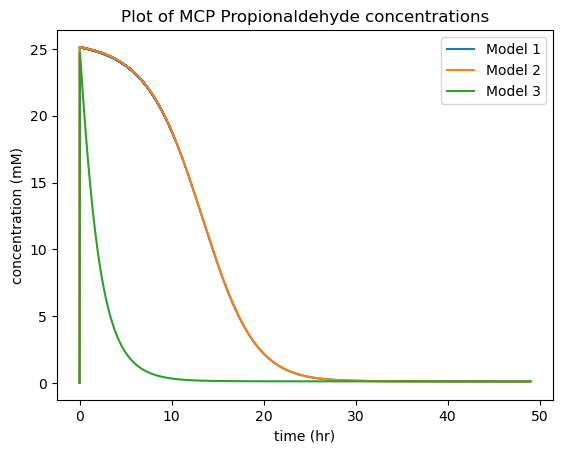 Plot of MCP Propionaldehyde concentrations
Model 1
Model 2
Model 3
concentration (mM)
25
20
15
10
5
0
0 10 20 30 40 50
time (hr)